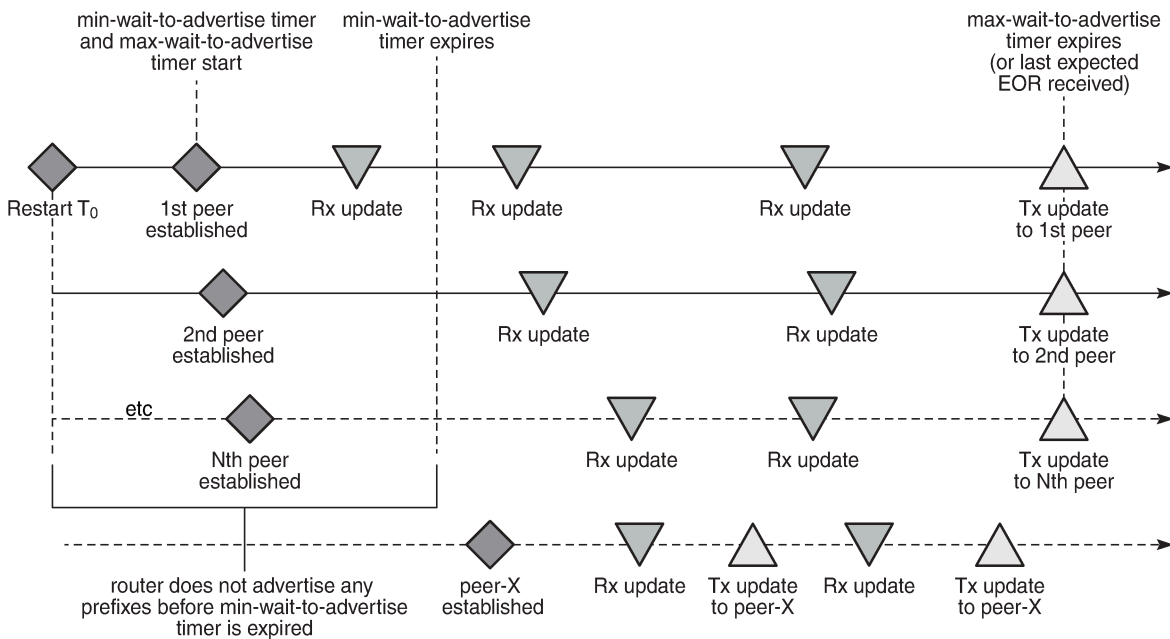 min-wait-to-advertise timer
and max-wait-to-advertise
timer start
min-wait-to-advertise
timer expires
max-wait-to-advertise
timer expires
(or last expected
EOR received)
Restart T0
1st peer
established
Rx update
Rx update
Rx update
Tx update
to 1st peer
2nd peer
established
Rx update
Rx update
Tx update
to 2nd peer
etc
Nth peer
established
Rx update
Rx update
Tx update
to Nth peer
router does not advertise any
prefixes before min-wait-to-advertise
timer is expired
peer-X
established
Rx update
Tx update
to peer-X
Rx update
Tx update
to peer-X